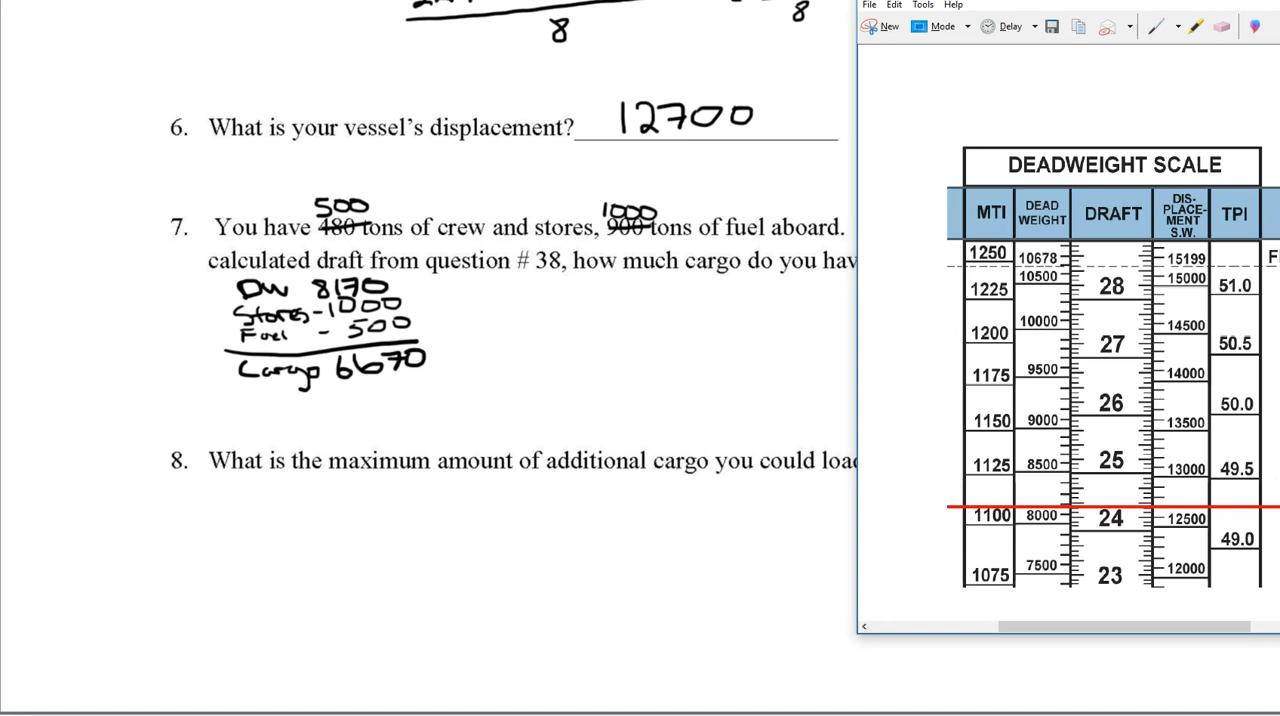 8
8
6. What is your vessel's displacement? 12700
500 1000
7. You have 480 tons of crew and stores, 900 tons of fuel aboard.
calculated draft from question # 38, how much cargo do you hav
DW 8170
Stores -1000
Fuel - 500
Cargo 6670
8. What is the maximum amount of additional cargo you could loa
File Edit Tools Help
New Mode Delay
DEADWEIGHT SCALE
MTI DEAD WEIGHT DRAFT DIS-PLACE-MENT S.W. TPI
1250 10678 15199 F
1225 10500 28 15000 51.0
1200 10000 27 14500 50.5
1175 9500 14000
1150 9000 26 13500 50.0
1125 8500 25 13000 49.5
1100 8000 24 12500 49.0
1075 7500 23 12000